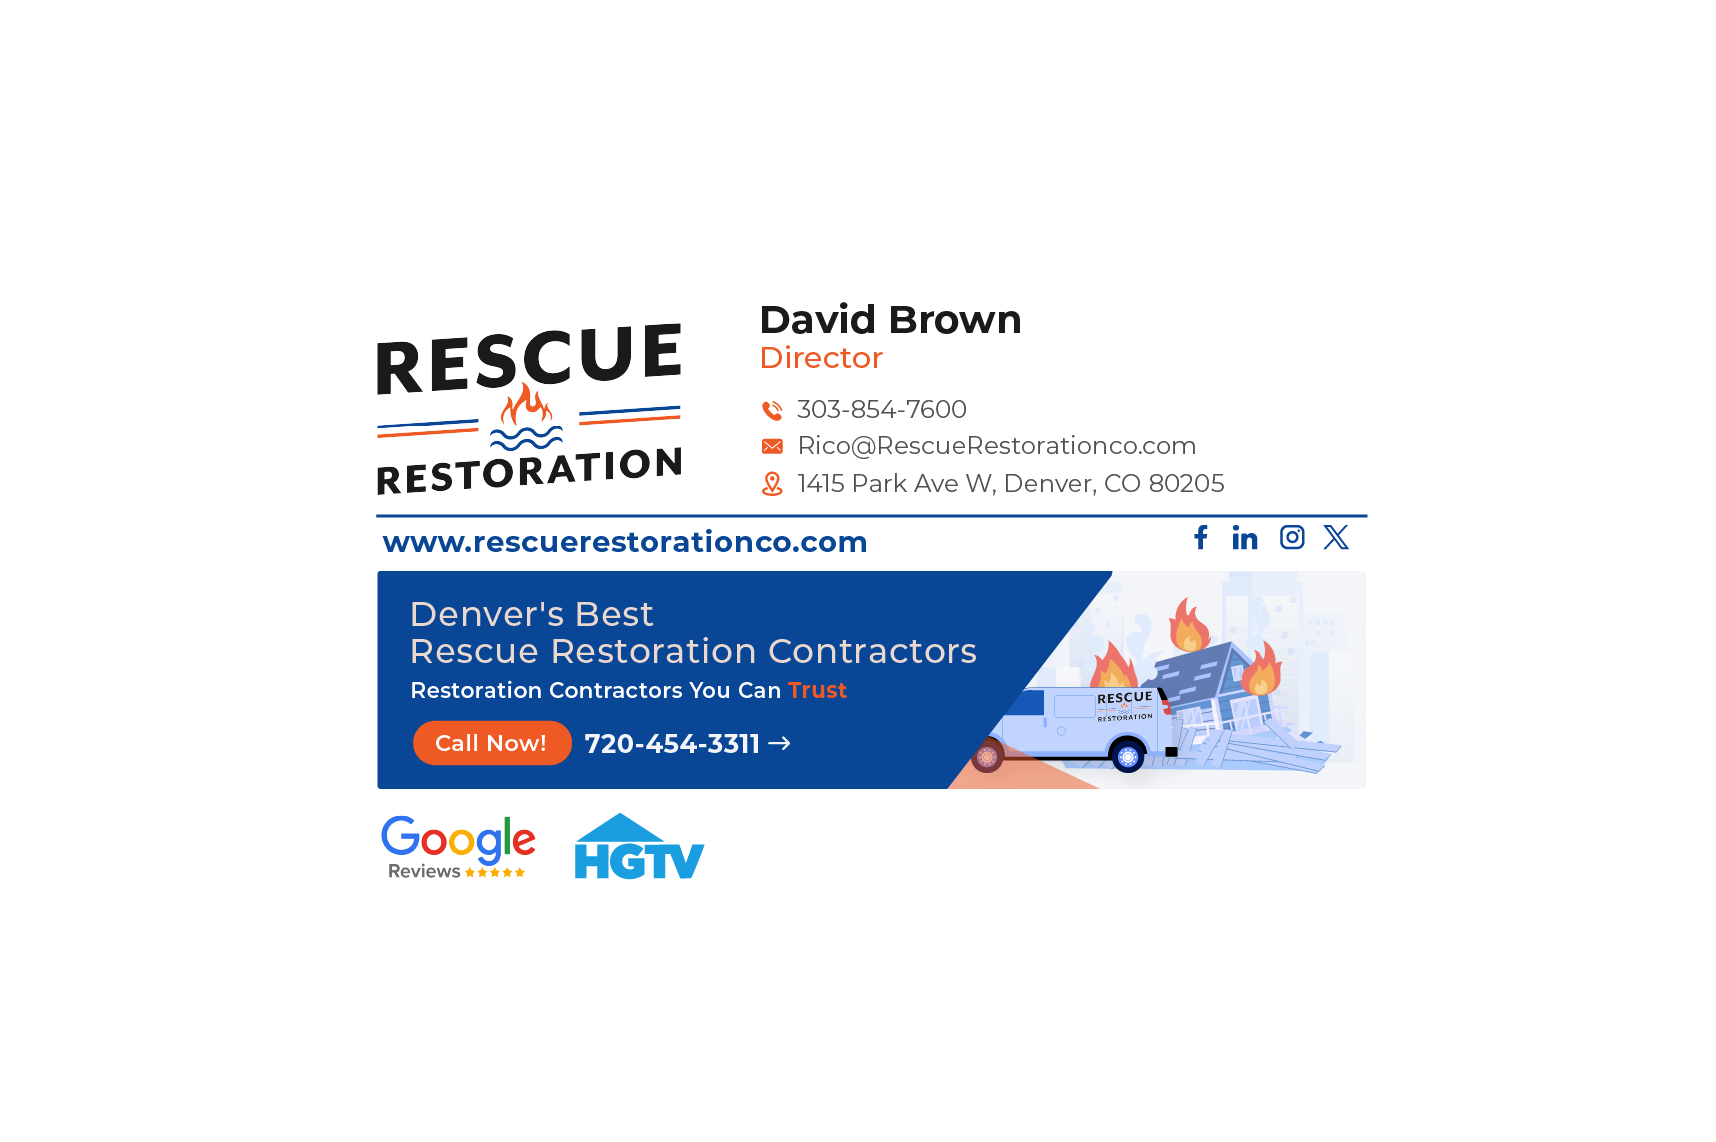 RESCUE
RESTORATION
David Brown
Director
303-854-7600
Rico@RescueRestorationco.com
1415 Park Ave W, Denver, CO 80205
www.rescuerestorationco.com
Denver's Best
Rescue Restoration Contractors
Restoration Contractors You Can Trust
Call Now! 720-454-3311 →
RESCUE
RESTORATION
Google
Reviews
HGTV